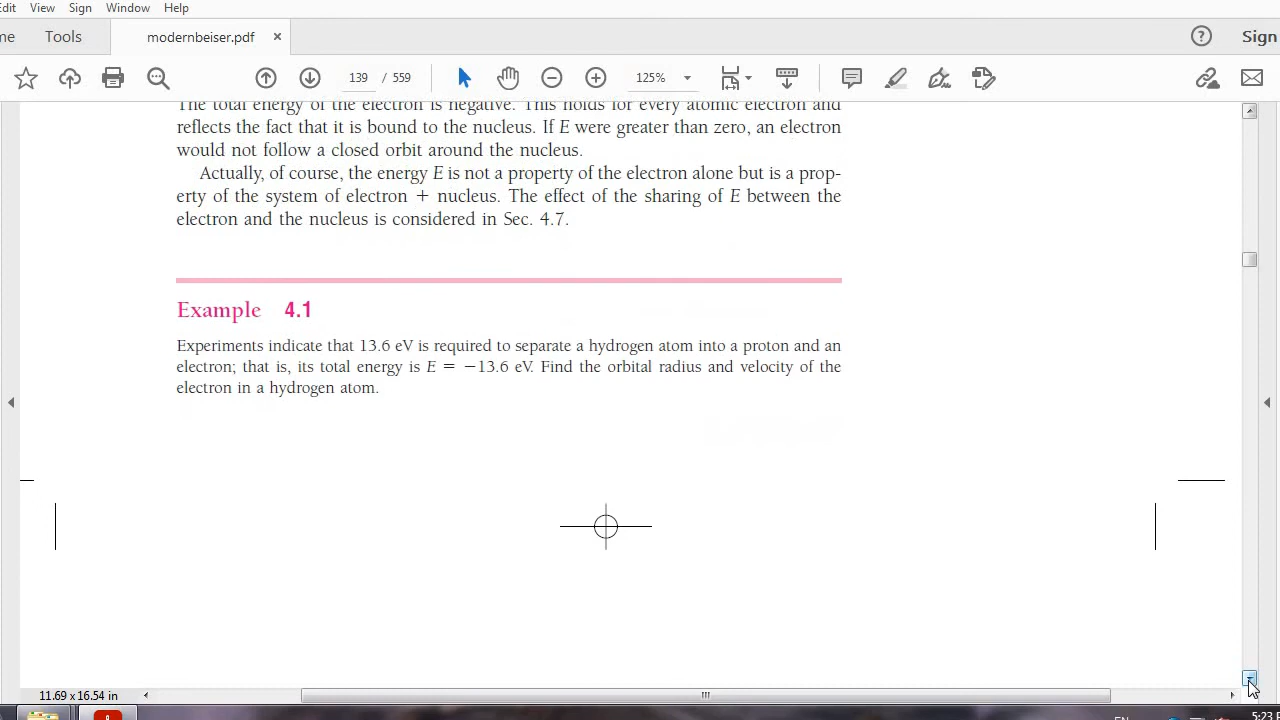 Edit View Sign Window Help
me Tools modernbeiser.pdf × ? Sign
139 / 559 125%
The total energy of the electron is negative. This holds for every atomic electron and
reflects the fact that it is bound to the nucleus. If E were greater than zero, an electron
would not follow a closed orbit around the nucleus.
Actually, of course, the energy E is not a property of the electron alone but is a prop-
erty of the system of electron + nucleus. The effect of the sharing of E between the
electron and the nucleus is considered in Sec. 4.7.
Example 4.1
Experiments indicate that 13.6 eV is required to separate a hydrogen atom into a proton and an
electron; that is, its total energy is E = −13.6 eV. Find the orbital radius and velocity of the
electron in a hydrogen atom.
11.69 x 16.54 in
EN 5:23